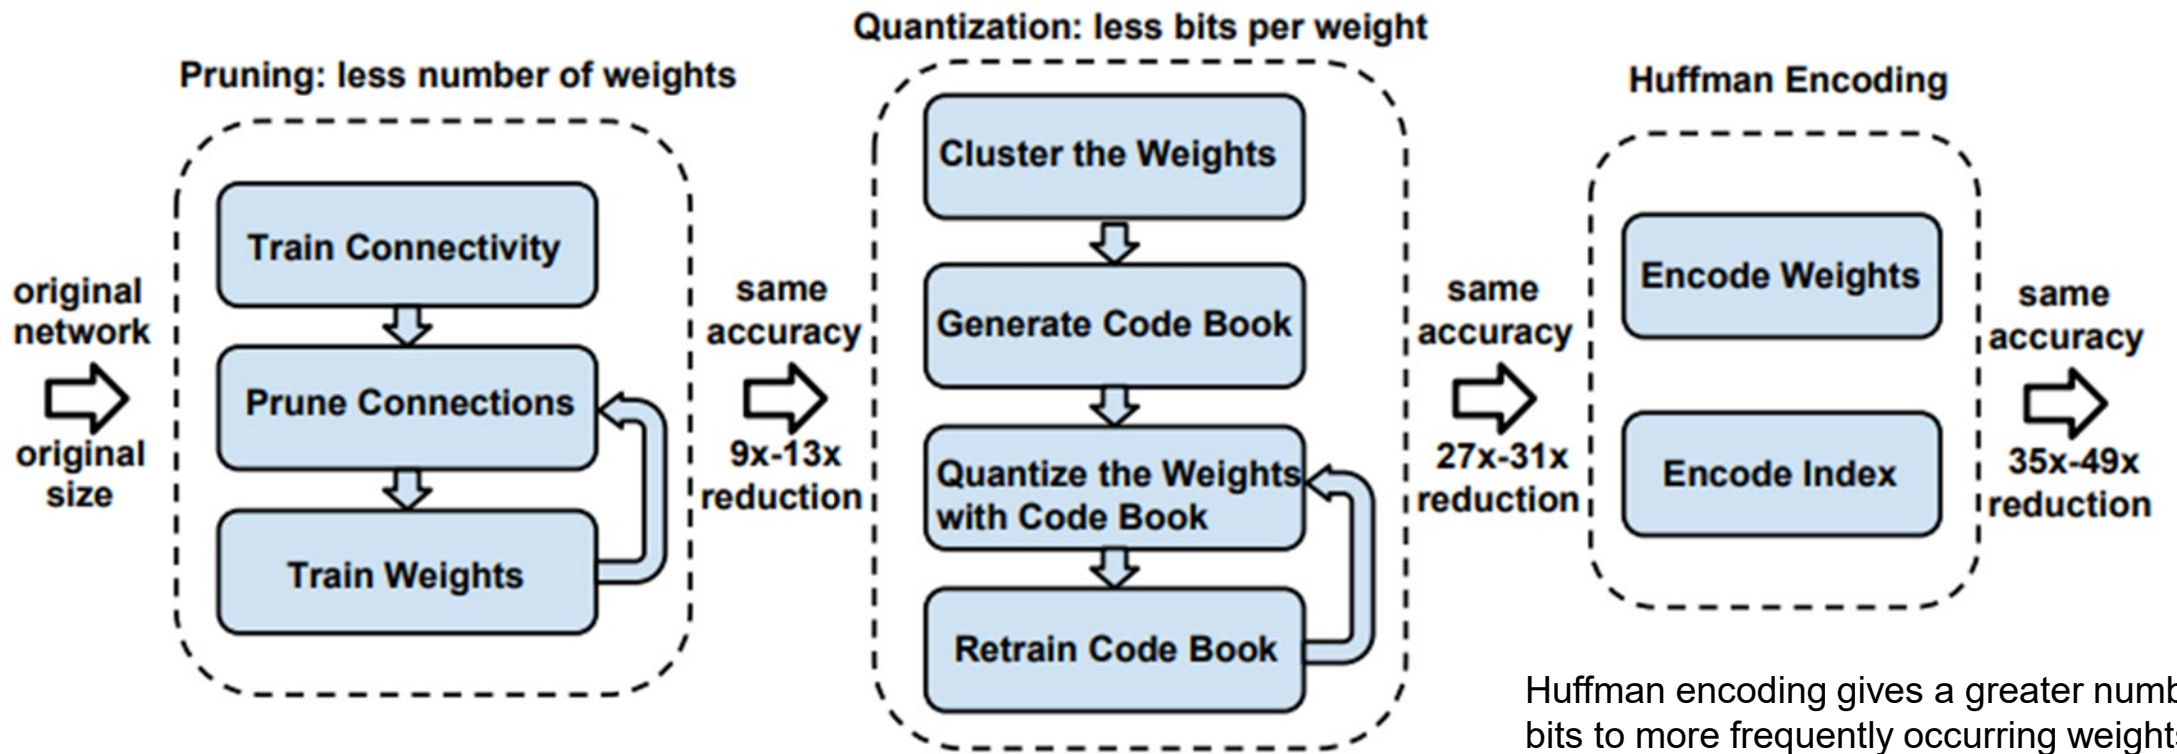 Quantization: less bits per weight
Pruning: less number of weights
Huffman Encoding
original
network
original
size
Train Connectivity
Prune Connections
Train Weights
same
accuracy
9x-13x
reduction
Cluster the Weights
Generate Code Book
Quantize the Weights
with Code Book
Retrain Code Book
same
accuracy
27x-31x
reduction
Encode Weights
Encode Index
same
accuracy
35x-49x
reduction
Huffman encoding gives a greater
bits to more frequently occurring